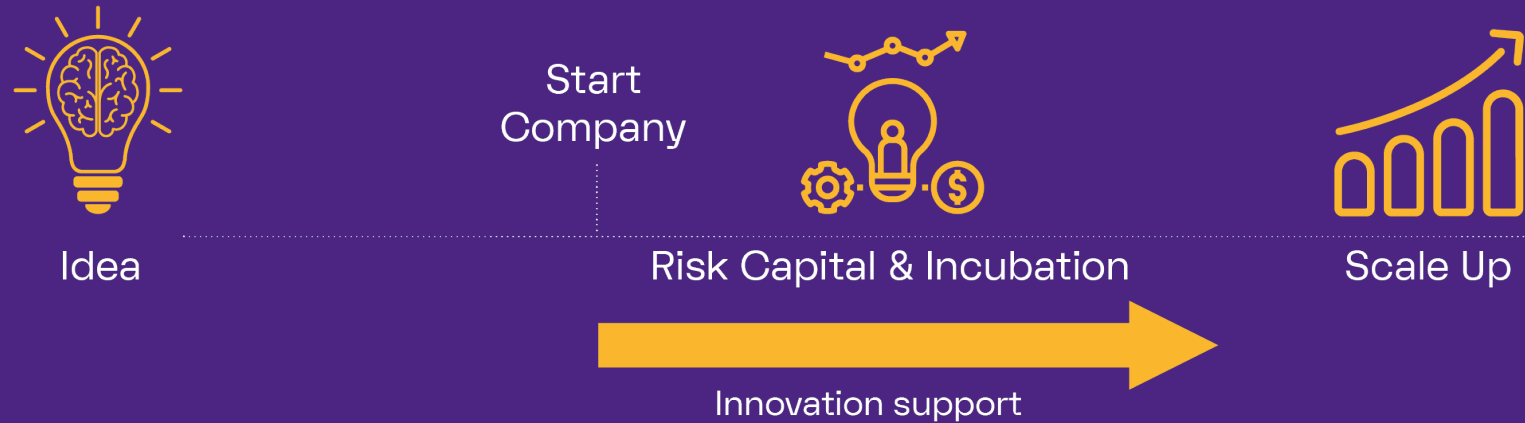 Start
Company
$
Idea
Risk Capital & Incubation
Scale Up
Innovation support